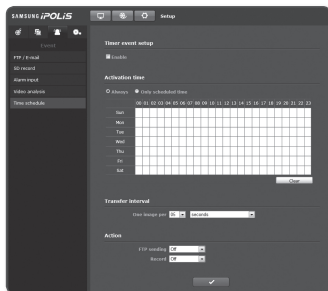 SAMSUNG iPOLiS
Setup
Event
FTP / E-mail
SD record
Alarm input
Video analysis
Time schedule
Timer event setup
Enable
Activation time
Always Only scheduled time
00 01 02 03 04 05 06 07 08 09 10 11 12 13 14 15 16 17 18 19 20 21 22 23
Sun
Mon
Tue
Wed
Thu
Fri
Sat
Clear
Transfer interval
One image per 05 seconds
Action
FTP sending Off
Record Off